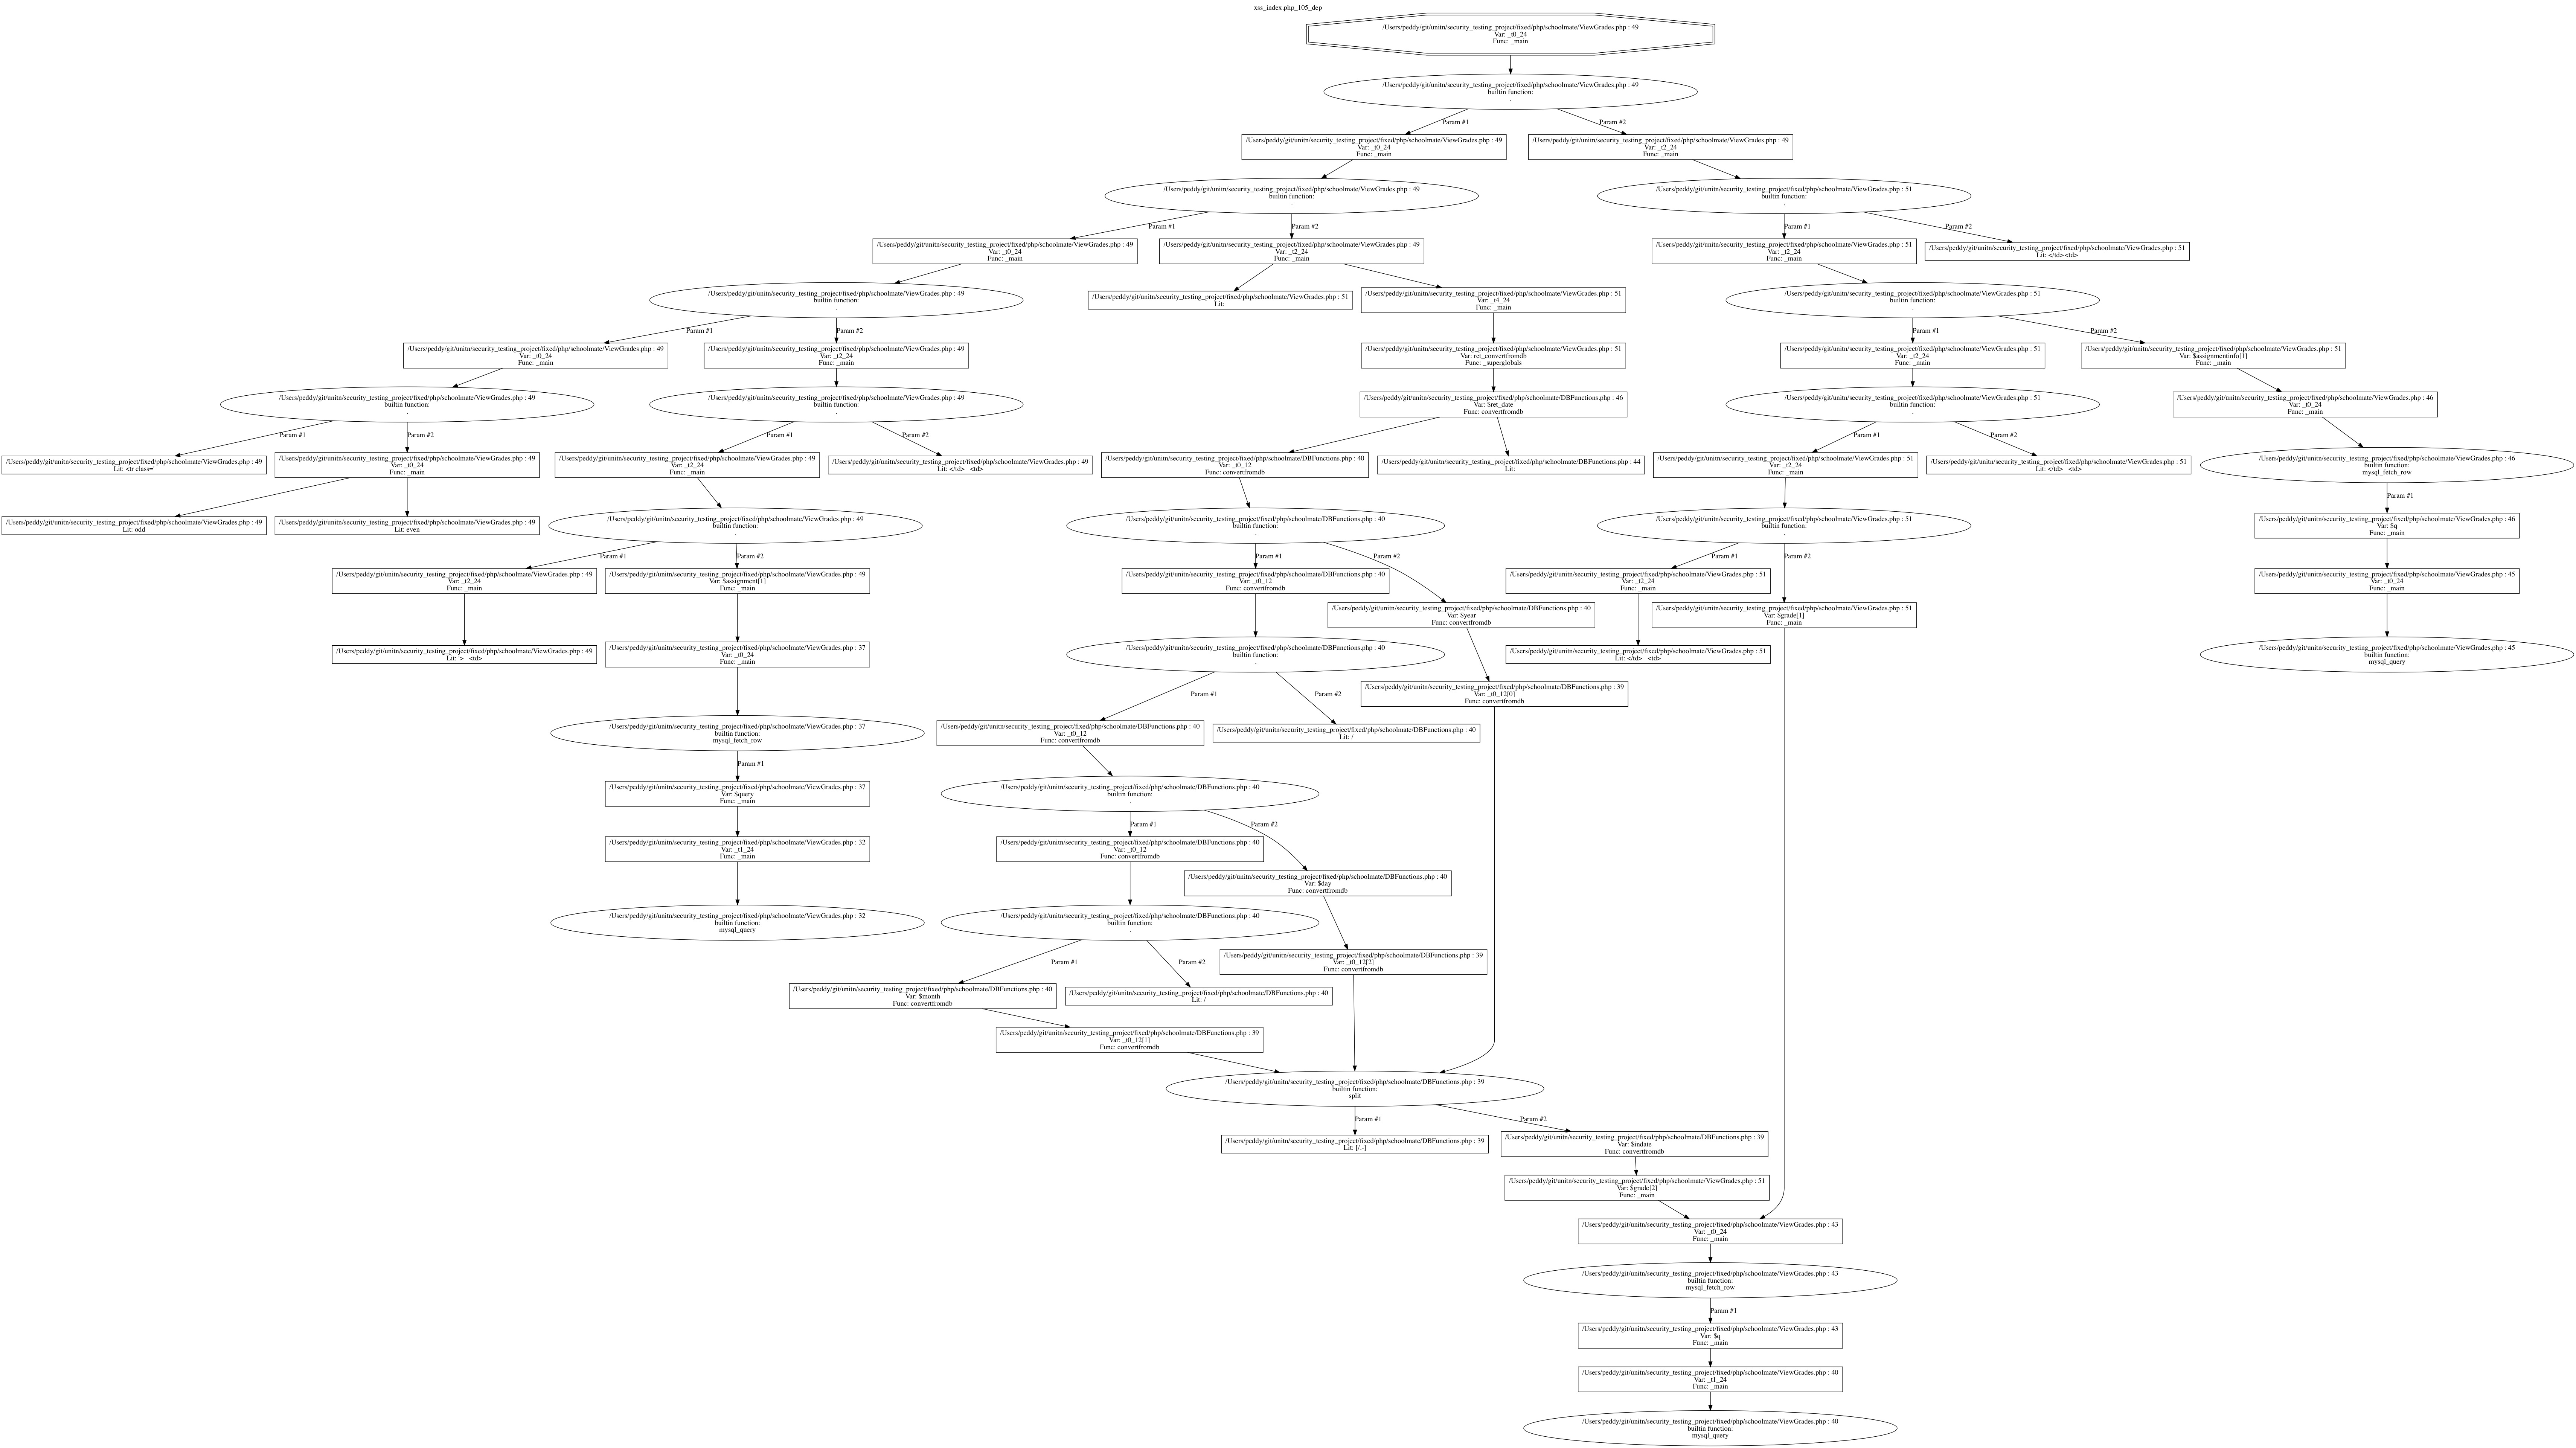 xss_index.php_105_dep
/Users/peddy/git/unitn/security_testing_project/fixed/php/schoolmate/ViewGrades.php : 49
Var: _t0_24
Func: _main
/Users/peddy/git/unitn/security_testing_project/fixed/php/schoolmate/ViewGrades.php : 49
builtin function:
.
Param #1
Param #2
/Users/peddy/git/unitn/security_testing_project/fixed/php/schoolmate/ViewGrades.php : 49
Var: _t0_24
Func: _main
/Users/peddy/git/unitn/security_testing_project/fixed/php/schoolmate/ViewGrades.php : 49
Var: _t2_24
Func: _main
/Users/peddy/git/unitn/security_testing_project/fixed/php/schoolmate/ViewGrades.php : 49
builtin function:
.
/Users/peddy/git/unitn/security_testing_project/fixed/php/schoolmate/ViewGrades.php : 51
builtin function:
.
Param #1
Param #2
Param #1
Param #2
/Users/peddy/git/unitn/security_testing_project/fixed/php/schoolmate/ViewGrades.php : 49
Var: _t0_24
Func: _main
/Users/peddy/git/unitn/security_testing_project/fixed/php/schoolmate/ViewGrades.php : 49
Var: _t2_24
Func: _main
/Users/peddy/git/unitn/security_testing_project/fixed/php/schoolmate/ViewGrades.php : 51
Var: _t2_24
Func: _main
/Users/peddy/git/unitn/security_testing_project/fixed/php/schoolmate/ViewGrades.php : 51
Lit: </td> <td>
/Users/peddy/git/unitn/security_testing_project/fixed/php/schoolmate/ViewGrades.php : 49
builtin function:
.
/Users/peddy/git/unitn/security_testing_project/fixed/php/schoolmate/ViewGrades.php : 51
Lit:
/Users/peddy/git/unitn/security_testing_project/fixed/php/schoolmate/ViewGrades.php : 51
Var: _t4_24
Func: _main
/Users/peddy/git/unitn/security_testing_project/fixed/php/schoolmate/ViewGrades.php : 51
builtin function:
.
Param #1
Param #2
Param #1
Param #2
/Users/peddy/git/unitn/security_testing_project/fixed/php/schoolmate/ViewGrades.php : 49
Var: _t0_24
Func: _main
/Users/peddy/git/unitn/security_testing_project/fixed/php/schoolmate/ViewGrades.php : 49
Var: _t2_24
Func: _main
/Users/peddy/git/unitn/security_testing_project/fixed/php/schoolmate/ViewGrades.php : 51
Var: ret_convertfromdb
Func: _superglobals
/Users/peddy/git/unitn/security_testing_project/fixed/php/schoolmate/ViewGrades.php : 51
Var: _t2_24
Func: _main
/Users/peddy/git/unitn/security_testing_project/fixed/php/schoolmate/ViewGrades.php : 51
Var: $assignmentinfo[1]
Func: _main
/Users/peddy/git/unitn/security_testing_project/fixed/php/schoolmate/ViewGrades.php : 49
builtin function:
.
/Users/peddy/git/unitn/security_testing_project/fixed/php/schoolmate/ViewGrades.php : 49
builtin function:
.
/Users/peddy/git/unitn/security_testing_project/fixed/php/schoolmate/DBFunctions.php : 46
Var: $ret_date
Func: convertfromdb
/Users/peddy/git/unitn/security_testing_project/fixed/php/schoolmate/ViewGrades.php : 51
builtin function:
.
/Users/peddy/git/unitn/security_testing_project/fixed/php/schoolmate/ViewGrades.php : 46
Var: _t0_24
Func: _main
Param #1
Param #2
Param #1
Param #2
Param #1
Param #2
/Users/peddy/git/unitn/security_testing_project/fixed/php/schoolmate/ViewGrades.php : 49
Lit: <tr class='
/Users/peddy/git/unitn/security_testing_project/fixed/php/schoolmate/ViewGrades.php : 49
Var: _t0_24
Func: _main
/Users/peddy/git/unitn/security_testing_project/fixed/php/schoolmate/ViewGrades.php : 49
Var: _t2_24
Func: _main
/Users/peddy/git/unitn/security_testing_project/fixed/php/schoolmate/ViewGrades.php : 49
Lit: </td>   <td>
/Users/peddy/git/unitn/security_testing_project/fixed/php/schoolmate/DBFunctions.php : 40
Var: _t0_12
Func: convertfromdb
/Users/peddy/git/unitn/security_testing_project/fixed/php/schoolmate/DBFunctions.php : 44
Lit:
/Users/peddy/git/unitn/security_testing_project/fixed/php/schoolmate/ViewGrades.php : 51
Var: _t2_24
Func: _main
/Users/peddy/git/unitn/security_testing_project/fixed/php/schoolmate/ViewGrades.php : 51
Lit: </td>   <td>
/Users/peddy/git/unitn/security_testing_project/fixed/php/schoolmate/ViewGrades.php : 46
builtin function:
mysql_fetch_row
/Users/peddy/git/unitn/security_testing_project/fixed/php/schoolmate/ViewGrades.php : 49
Lit: odd
/Users/peddy/git/unitn/security_testing_project/fixed/php/schoolmate/ViewGrades.php : 49
Lit: even
/Users/peddy/git/unitn/security_testing_project/fixed/php/schoolmate/ViewGrades.php : 49
builtin function:
.
/Users/peddy/git/unitn/security_testing_project/fixed/php/schoolmate/DBFunctions.php : 40
builtin function:
.
/Users/peddy/git/unitn/security_testing_project/fixed/php/schoolmate/ViewGrades.php : 51
builtin function:
.
Param #1
/Users/peddy/git/unitn/security_testing_project/fixed/php/schoolmate/ViewGrades.php : 46
Var: $q
Func: _main
Param #1
Param #2
Param #1
Param #2
Param #1
Param #2
/Users/peddy/git/unitn/security_testing_project/fixed/php/schoolmate/ViewGrades.php : 49
Var: _t2_24
Func: _main
/Users/peddy/git/unitn/security_testing_project/fixed/php/schoolmate/ViewGrades.php : 49
Var: $assignment[1]
Func: _main
/Users/peddy/git/unitn/security_testing_project/fixed/php/schoolmate/DBFunctions.php : 40
Var: _t0_12
Func: convertfromdb
/Users/peddy/git/unitn/security_testing_project/fixed/php/schoolmate/DBFunctions.php : 40
Var: $year
Func: convertfromdb
/Users/peddy/git/unitn/security_testing_project/fixed/php/schoolmate/ViewGrades.php : 51
Var: _t2_24
Func: _main
/Users/peddy/git/unitn/security_testing_project/fixed/php/schoolmate/ViewGrades.php : 51
Var: $grade[1]
Func: _main
/Users/peddy/git/unitn/security_testing_project/fixed/php/schoolmate/ViewGrades.php : 45
Var: _t0_24
Func: _main
/Users/peddy/git/unitn/security_testing_project/fixed/php/schoolmate/ViewGrades.php : 49
Lit: '>   <td>
/Users/peddy/git/unitn/security_testing_project/fixed/php/schoolmate/ViewGrades.php : 37
Var: _t0_24
Func: _main
/Users/peddy/git/unitn/security_testing_project/fixed/php/schoolmate/DBFunctions.php : 40
builtin function:
.
/Users/peddy/git/unitn/security_testing_project/fixed/php/schoolmate/ViewGrades.php : 51
Lit: </td>   <td>
/Users/peddy/git/unitn/security_testing_project/fixed/php/schoolmate/ViewGrades.php : 45
builtin function:
mysql_query
Param #1
Param #2
/Users/peddy/git/unitn/security_testing_project/fixed/php/schoolmate/DBFunctions.php : 39
Var: _t0_12[0]
Func: convertfromdb
/Users/peddy/git/unitn/security_testing_project/fixed/php/schoolmate/ViewGrades.php : 37
builtin function:
mysql_fetch_row
/Users/peddy/git/unitn/security_testing_project/fixed/php/schoolmate/DBFunctions.php : 40
Var: _t0_12
Func: convertfromdb
/Users/peddy/git/unitn/security_testing_project/fixed/php/schoolmate/DBFunctions.php : 40
Lit: /
Param #1
/Users/peddy/git/unitn/security_testing_project/fixed/php/schoolmate/ViewGrades.php : 37
Var: $query
Func: _main
/Users/peddy/git/unitn/security_testing_project/fixed/php/schoolmate/DBFunctions.php : 40
builtin function:
.
Param #1
Param #2
/Users/peddy/git/unitn/security_testing_project/fixed/php/schoolmate/ViewGrades.php : 32
Var: _t1_24
Func: _main
/Users/peddy/git/unitn/security_testing_project/fixed/php/schoolmate/DBFunctions.php : 40
Var: _t0_12
Func: convertfromdb
/Users/peddy/git/unitn/security_testing_project/fixed/php/schoolmate/DBFunctions.php : 40
Var: $day
Func: convertfromdb
/Users/peddy/git/unitn/security_testing_project/fixed/php/schoolmate/ViewGrades.php : 32
builtin function:
mysql_query
/Users/peddy/git/unitn/security_testing_project/fixed/php/schoolmate/DBFunctions.php : 40
builtin function:
.
Param #1
Param #2
/Users/peddy/git/unitn/security_testing_project/fixed/php/schoolmate/DBFunctions.php : 39
Var: _t0_12[2]
Func: convertfromdb
/Users/peddy/git/unitn/security_testing_project/fixed/php/schoolmate/DBFunctions.php : 40
Var: $month
Func: convertfromdb
/Users/peddy/git/unitn/security_testing_project/fixed/php/schoolmate/DBFunctions.php : 40
Lit: /
/Users/peddy/git/unitn/security_testing_project/fixed/php/schoolmate/DBFunctions.php : 39
Var: _t0_12[1]
Func: convertfromdb
/Users/peddy/git/unitn/security_testing_project/fixed/php/schoolmate/DBFunctions.php : 39
builtin function:
split
Param #1
Param #2
/Users/peddy/git/unitn/security_testing_project/fixed/php/schoolmate/DBFunctions.php : 39
Lit: [/.-]
/Users/peddy/git/unitn/security_testing_project/fixed/php/schoolmate/DBFunctions.php : 39
Var: $indate
Func: convertfromdb
/Users/peddy/git/unitn/security_testing_project/fixed/php/schoolmate/ViewGrades.php : 51
Var: $grade[2]
Func: _main
/Users/peddy/git/unitn/security_testing_project/fixed/php/schoolmate/ViewGrades.php : 43
Var: _t0_24
Func: _main
/Users/peddy/git/unitn/security_testing_project/fixed/php/schoolmate/ViewGrades.php : 43
builtin function:
mysql_fetch_row
Param #1
/Users/peddy/git/unitn/security_testing_project/fixed/php/schoolmate/ViewGrades.php : 43
Var: $q
Func: _main
/Users/peddy/git/unitn/security_testing_project/fixed/php/schoolmate/ViewGrades.php : 40
Var: _t1_24
Func: _main
/Users/peddy/git/unitn/security_testing_project/fixed/php/schoolmate/ViewGrades.php : 40
builtin function:
mysql_query